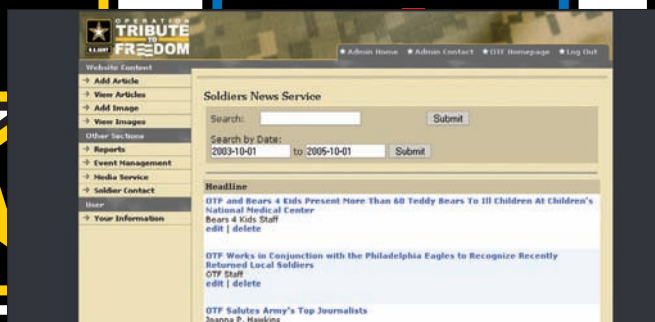 OPERATION
TRIBUTE
TO
FREEDOM
U.S. ARMY
Admin Home Admin Contact OTF Homepage Log Out
Website Content
Add Article
View Articles
Add Image
View Images
Other Sections
Reports
Event Management
Media Service
Soldier Contact
User
Your Information
Soldiers News Service
Search: Submit
Search by Date:
2003-10-01 to 2005-10-01 Submit
Headline
OTF and Bears 4 Kids Present More Than 60 Teddy Bears To Ill Children At Children's
National Medical Center
Bears 4 Kids Staff
edit | delete
OTF Works in Conjunction with the Philadelphia Eagles to Recognize Recently
Returned Local Soldiers
OTF Staff
edit | delete
OTF Salutes Army's Top Journalists
Joanna P. Hawkins